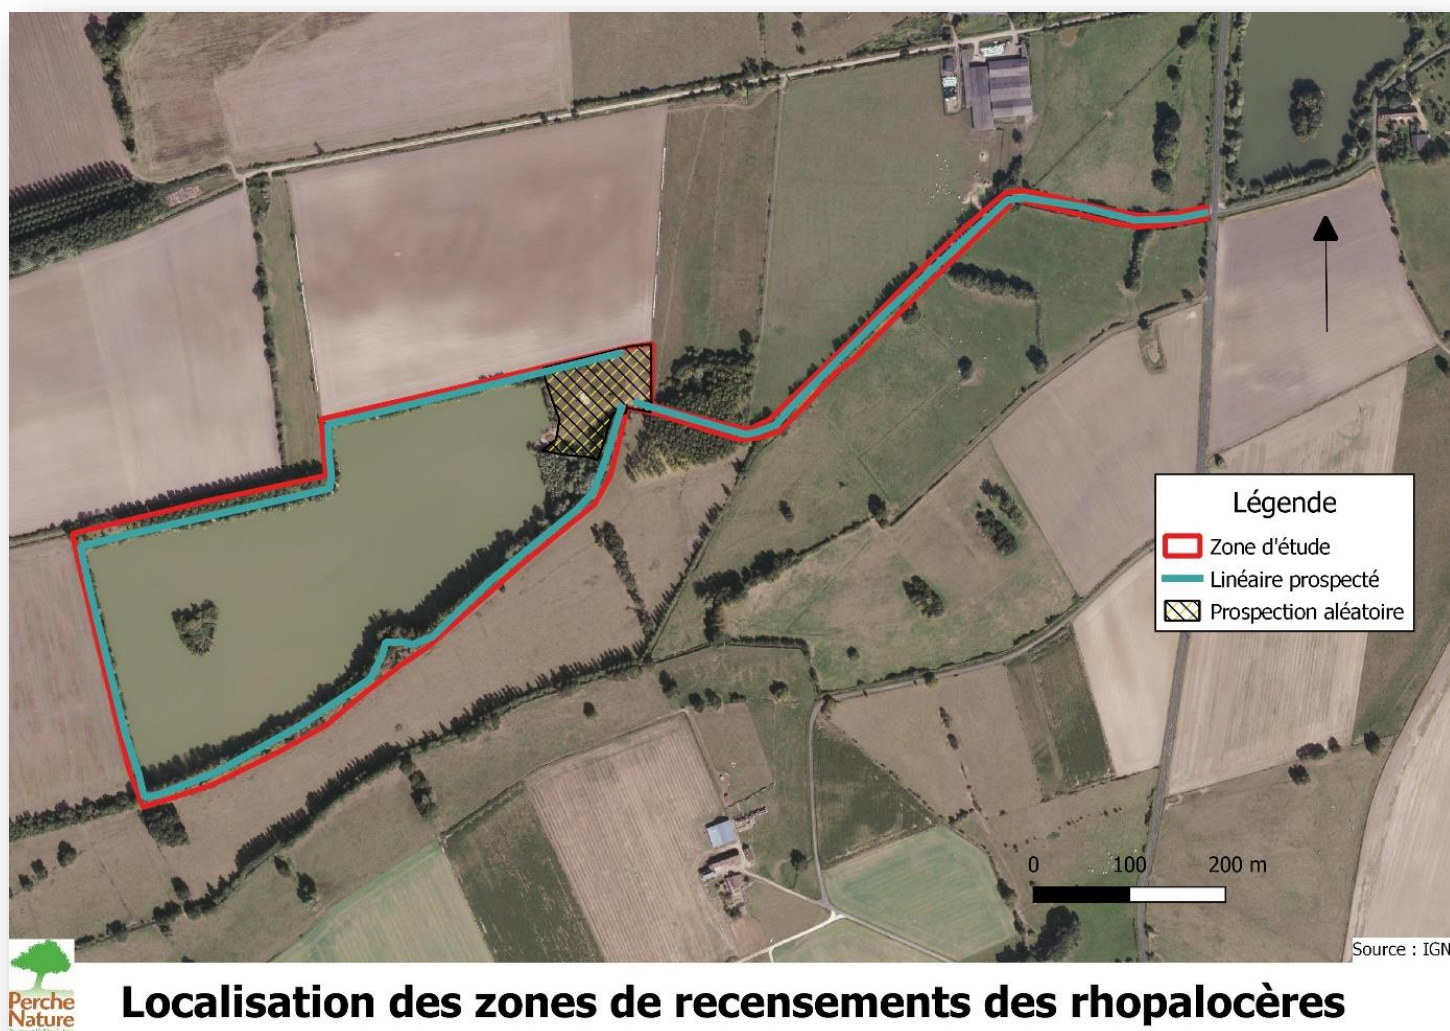 Légende
Zone d'étude
Linéaire prospecté
Prospection aléatoire
0 100 200 m
Source : IGN
Perche
Nature
Localisation des zones de recensements des rhopalocères